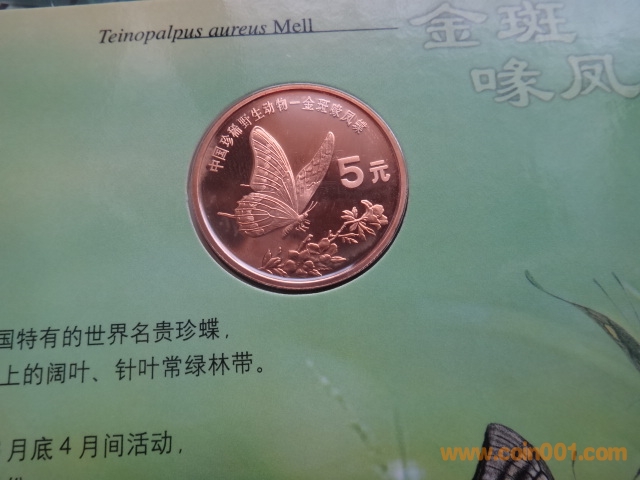 Teinopalpus aureus Mell
金斑
喙凤
中国珍稀野生动物—金斑喙凤蝶
5元
国特有的世界名贵珍蝶，
上的阔叶、针叶常绿林带。
月底4月间活动，
www.coin001.com